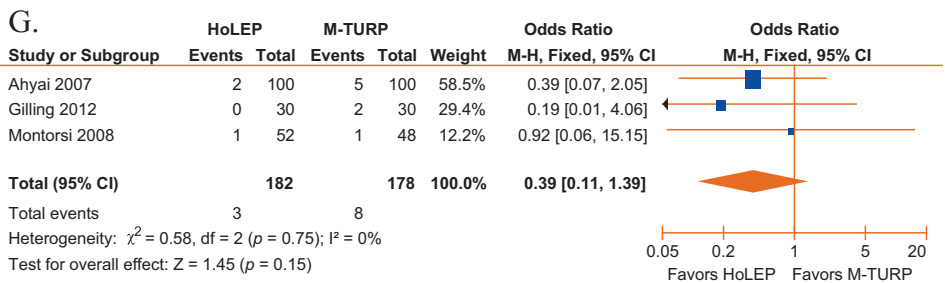 G.
HoLEP M-TURP Odds Ratio Odds Ratio
Study or Subgroup Events Total Events Total Weight M-H, Fixed, 95% CI M-H, Fixed, 95% CI
Ahyai 2007 2 100 5 100 58.5% 0.39 [0.07, 2.05]
Gilling 2012 0 30 2 30 29.4% 0.19 [0.01, 4.06]
Montorsi 2008 1 52 1 48 12.2% 0.92 [0.06, 15.15]
Total (95% CI) 182 178 100.0% 0.39 [0.11, 1.39]
Total events 3 8
Heterogeneity: χ² = 0.58, df = 2 (p = 0.75); I² = 0%
Test for overall effect: Z = 1.45 (p = 0.15)
0.05 0.2 1 5 20
Favors HoLEP Favors M-TURP